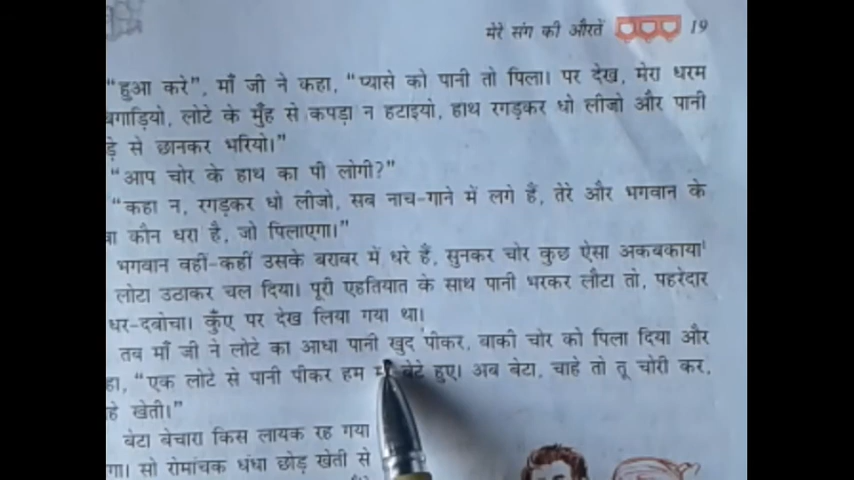 मेरे संग की औरतें 19
"हुआ करे", माँ जी ने कहा, "प्यासे को पानी तो पिला। पर देख, मेरा धरम
बिगाड़ियो, लोटे के मुँह से कपड़ा न हटाइयो, हाथ रगड़कर धो लीजो और पानी
से छानकर भरियो।"
"आप चोर के हाथ का पी लोगी?"
"कहा न, रगड़कर धो लीजो, सब नाच-गाने में लगे हैं, तेरे और भगवान के
कौन धरा है, जो पिलाएगा।"
भगवान वहीं-कहीं उसके बराबर में धरे हैं, सुनकर चोर कुछ ऐसा अकबकाया
लोटा उठाकर चल दिया। पूरी एहतियात के साथ पानी भरकर लौटा तो, पहरेदार
धर-दबोचा। कुँए पर देख लिया गया था।
तब माँ जी ने लोटे का आधा पानी खुद पीकर, बाकी चोर को पिला दिया और
"एक लोटे से पानी पीकर हम बेटे हुए। अब बेटा, चाहे तो तू चोरी कर,
खेती।"
बेटा बेचारा किस लायक रह गया
सो रोमांचक धंधा छोड़ खेती से